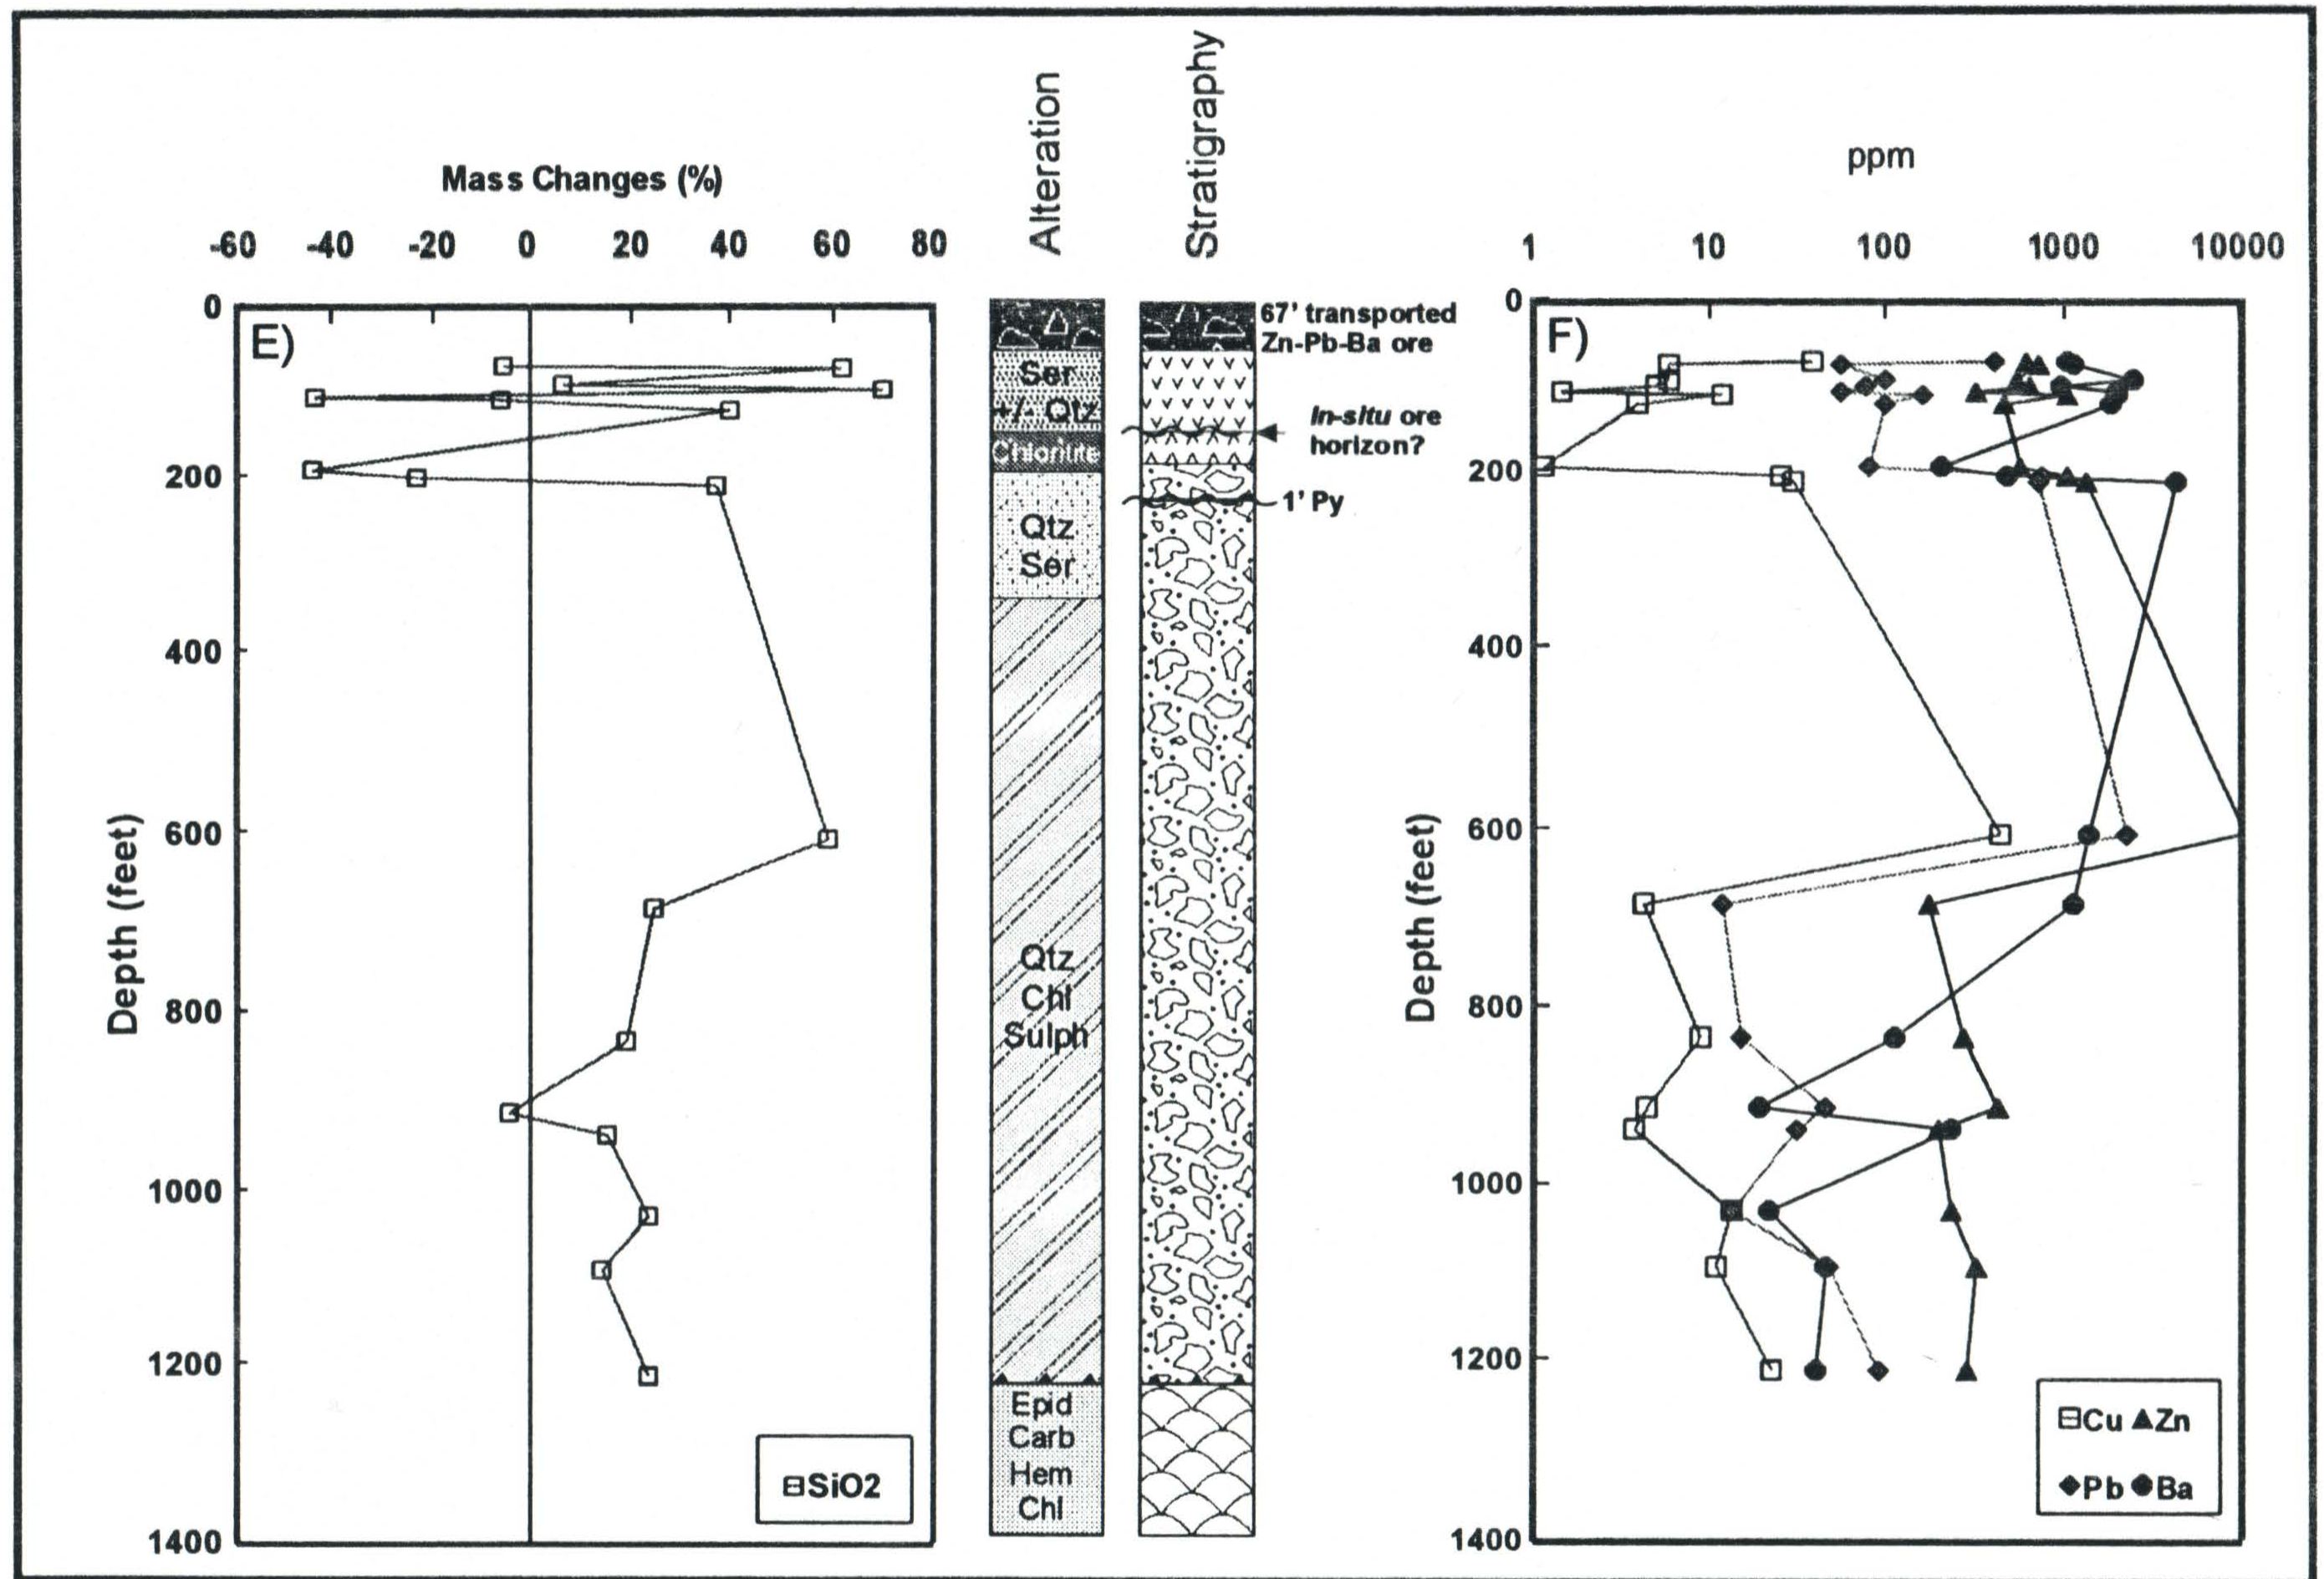 Mass Changes (%)
-60 -40 -20 0 20 40 60 80
Alteration
Stratigraphy
ppm
1 10 100 1000 10000
E)
0
200
400
600
800
1000
1200
1400
Depth (feet)
SiO2
Ser
+/- Qtz
Chloritite
Qtz
Ser
Qtz
Chl
Sulph
Epid
Carb
Hem
Chl
67' transported
Zn-Pb-Ba ore
In-situ ore
horizon?
1' Py
F)
0
200
400
600
800
1000
1200
1400
Depth (feet)
Cu Zn
Pb Ba